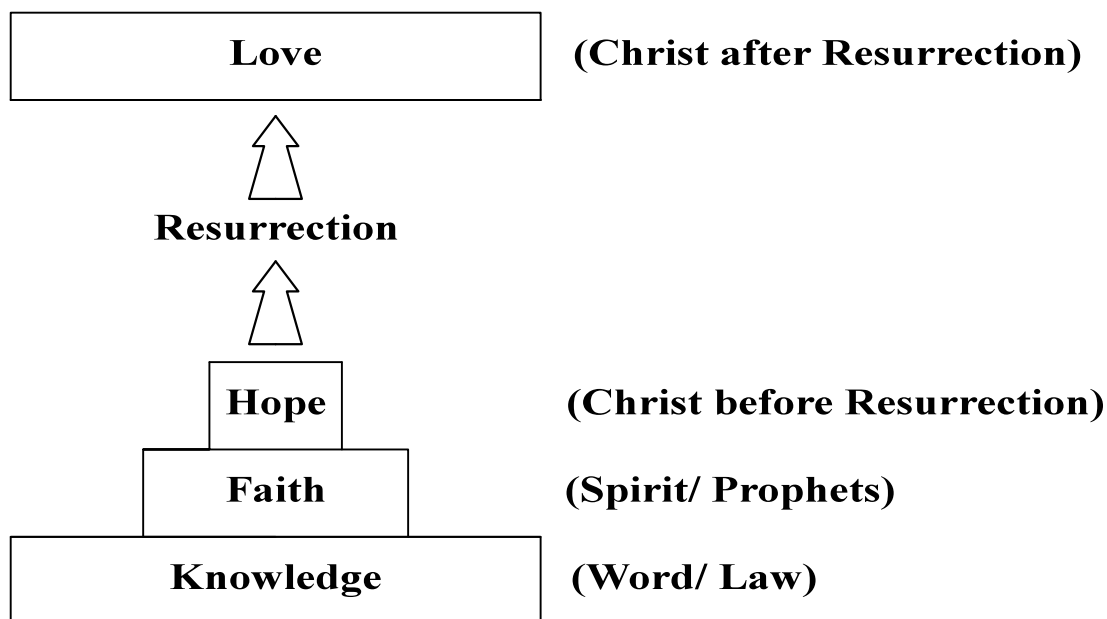 Love (Christ after Resurrection)
Resurrection
Hope (Christ before Resurrection)
Faith (Spirit/ Prophets)
Knowledge (Word/ Law)